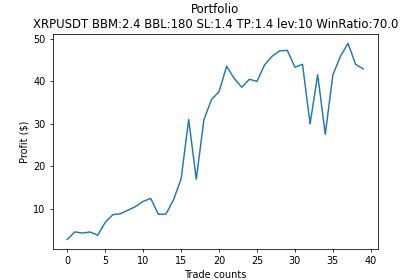 Portfolio
XRPUSDT BBM:2.4 BBL:180 SL:1.4 TP:1.4 lev:10 WinRatio:70.0
50
40
30
20
10
Profit ($)
0 5 10 15 20 25 30 35 40
Trade counts